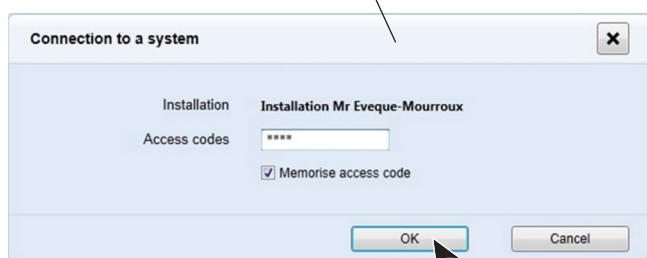 Connection to a system
Installation Installation Mr Eveque-Mourroux
Access codes ****
Memorise access code
OK Cancel